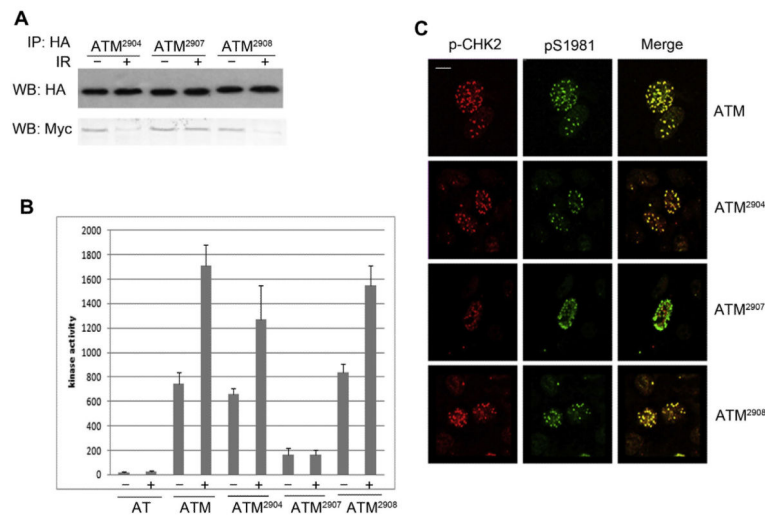 A
IP: HA
ATM²⁹⁰⁴ ATM²⁹⁰⁷ ATM²⁹⁰⁸
IR − + − + − +
WB: HA
WB: Myc
B
kinase activity
2000
1800
1600
1400
1200
1000
800
600
400
200
0
− + − + − + − + − +
AT ATM ATM²⁹⁰⁴ ATM²⁹⁰⁷ ATM²⁹⁰⁸
C
p-CHK2 pS1981 Merge
ATM
ATM²⁹⁰⁴
ATM²⁹⁰⁷
ATM²⁹⁰⁸